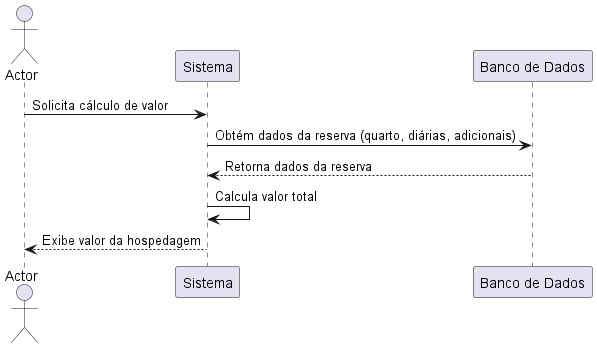 Actor
Sistema
Banco de Dados
Solicita cálculo de valor
Obtém dados da reserva (quarto, diárias, adicionais)
Retorna dados da reserva
Calcula valor total
Exibe valor da hospedagem
Actor
Sistema
Banco de Dados